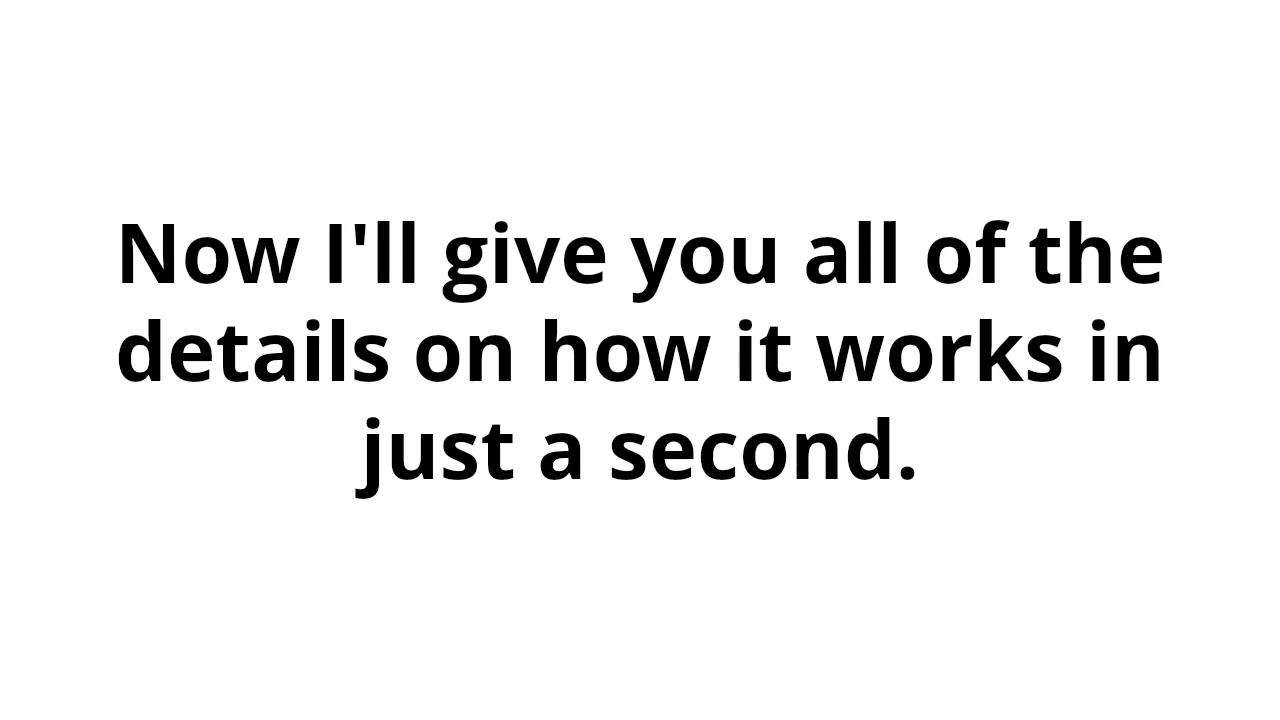 Now I'll give you all of the
details on how it works in
just a second.